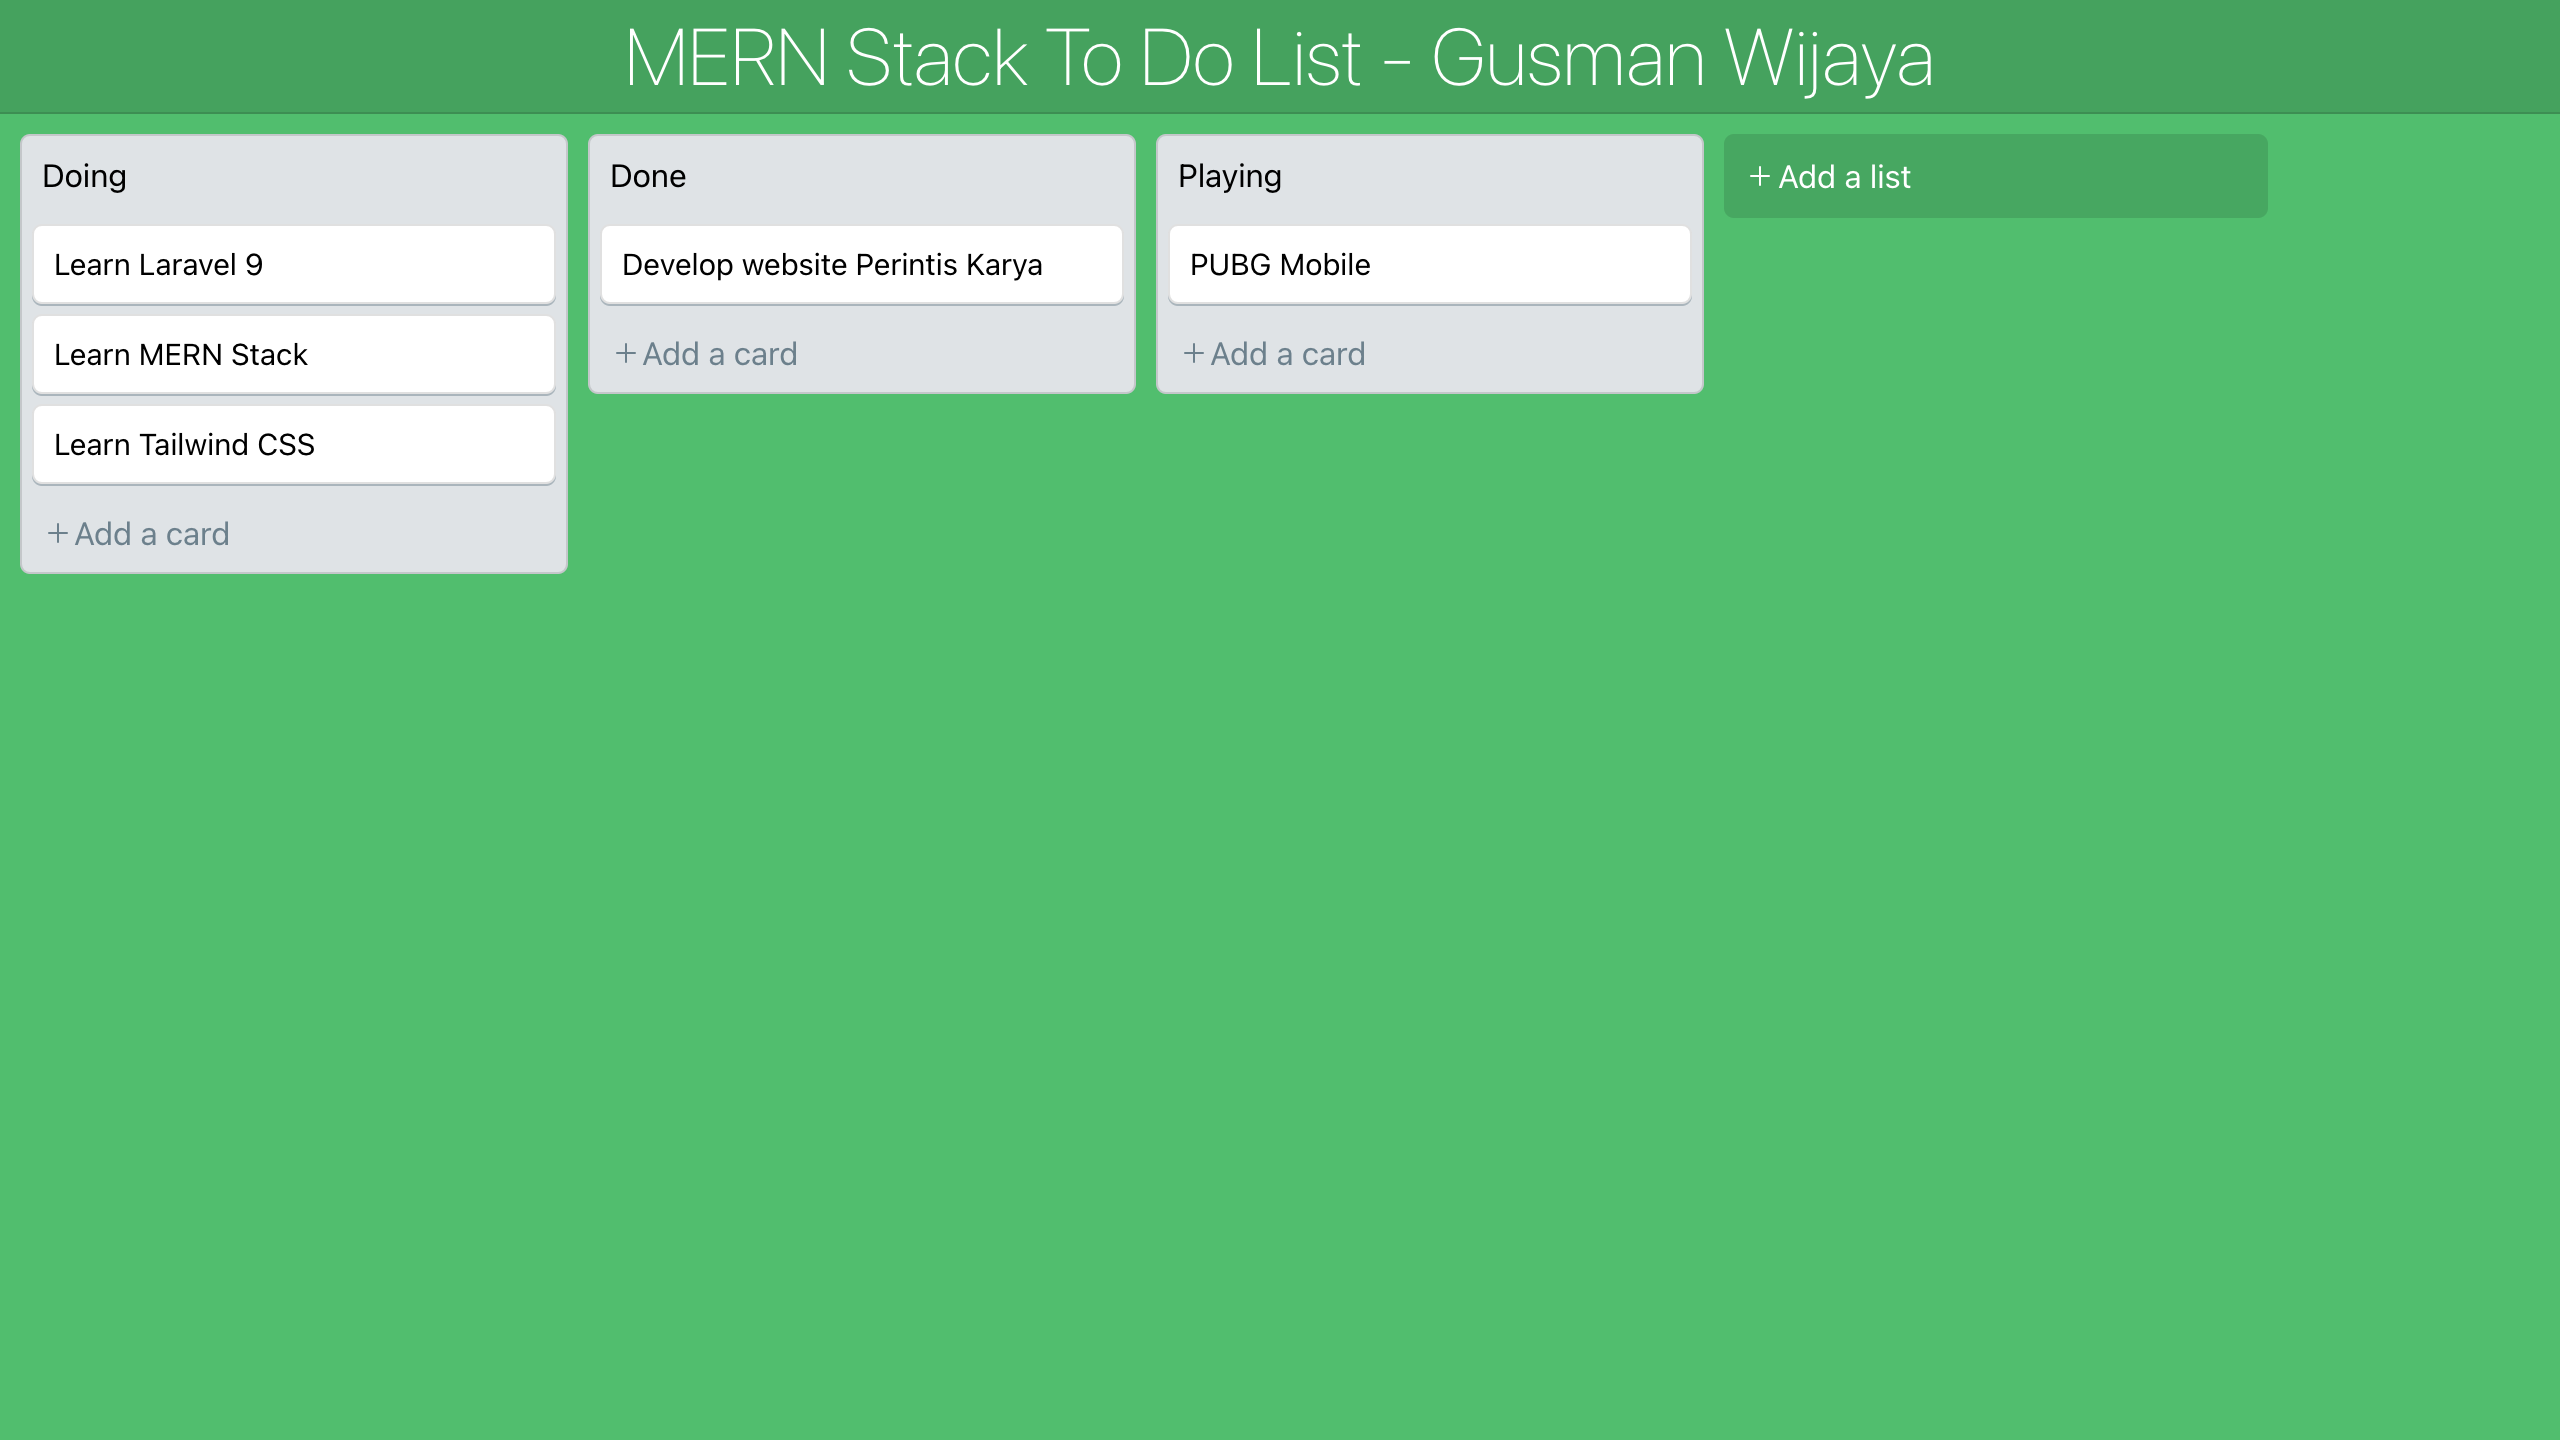 MERN Stack To Do List - Gusman Wijaya
Doing
Learn Laravel 9
Learn MERN Stack
Learn Tailwind CSS
+ Add a card
Done
Develop website Perintis Karya
+ Add a card
Playing
PUBG Mobile
+ Add a card
+ Add a list